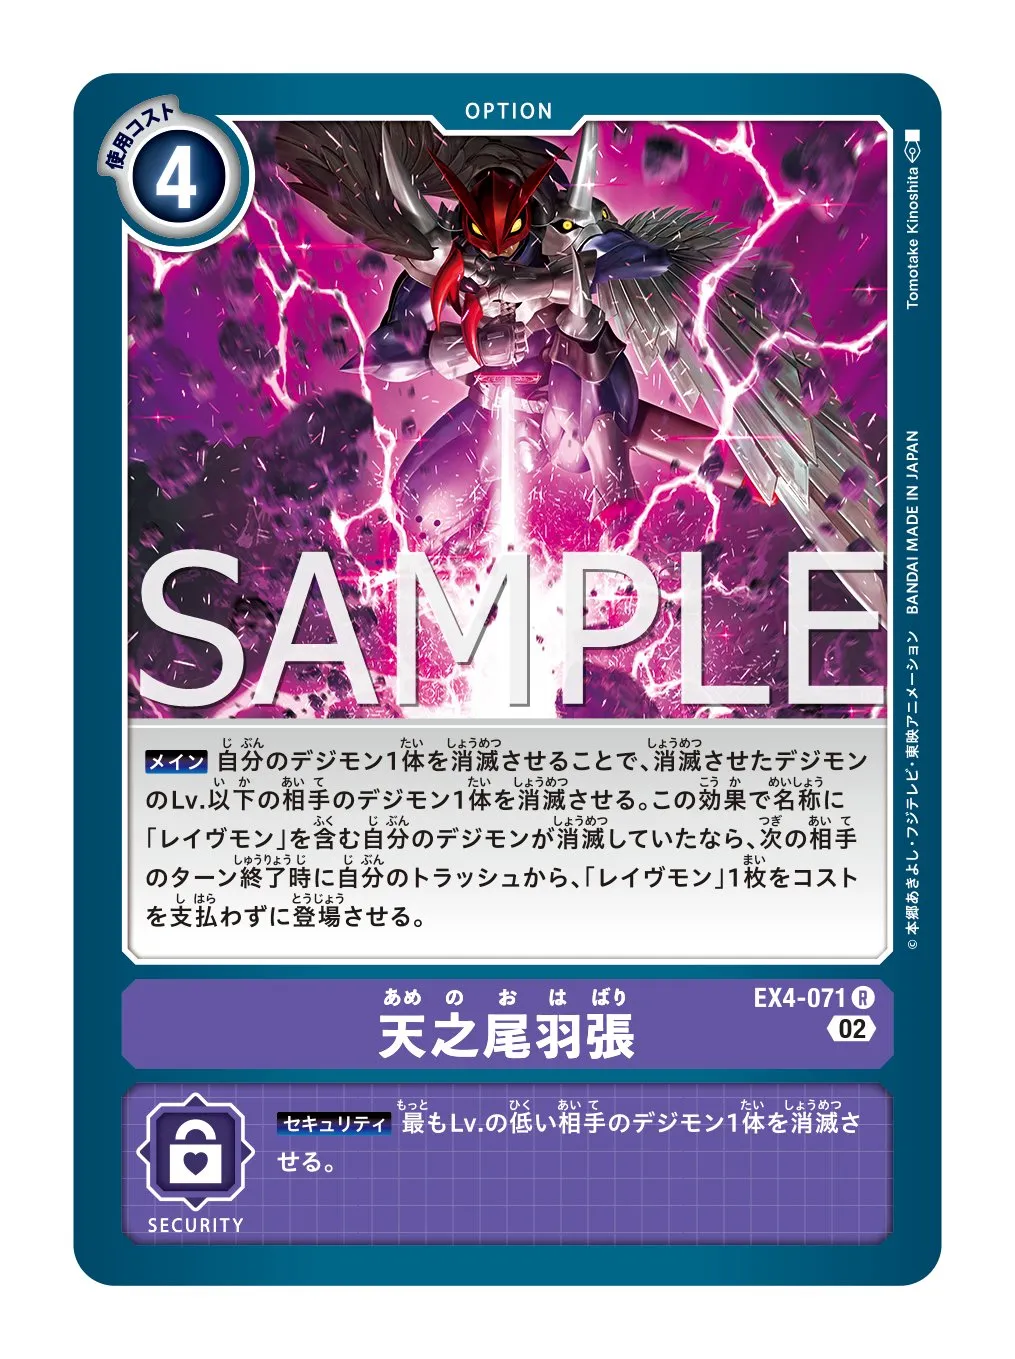 OPTION
使用コスト
4
Tomotake Kinoshita
SAMPLE
メイン 自分のデジモン1体を消滅させることで、消滅させたデジモン
のLv.以下の相手のデジモン1体を消滅させる。この効果で名称に
「レイヴモン」を含む自分のデジモンが消滅していたなら、次の相手
のターン終了時に自分のトラッシュから、「レイヴモン」1枚をコスト
を支払わずに登場させる。
©本郷あきよし・フジテレビ・東映アニメーション BANDAI MADE IN JAPAN
あめ の お は ばり
天之尾羽張
EX4-071 R
02
セキュリティ 最もLv.の低い相手のデジモン1体を消滅さ
せる。
SECURITY